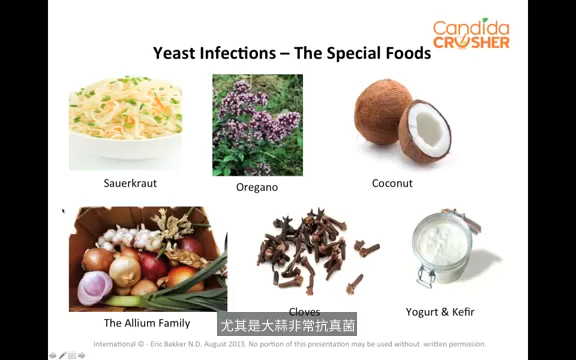 Candida
CRUSHER
Yeast Infections – The Special Foods
Sauerkraut
Oregano
Coconut
The Allium Family
Cloves
Yogurt & Kefir
尤其是大蒜非常抗真菌
International © - Eric Bakker N.D. August 2013. No portion of this presentation may be used without written permission.